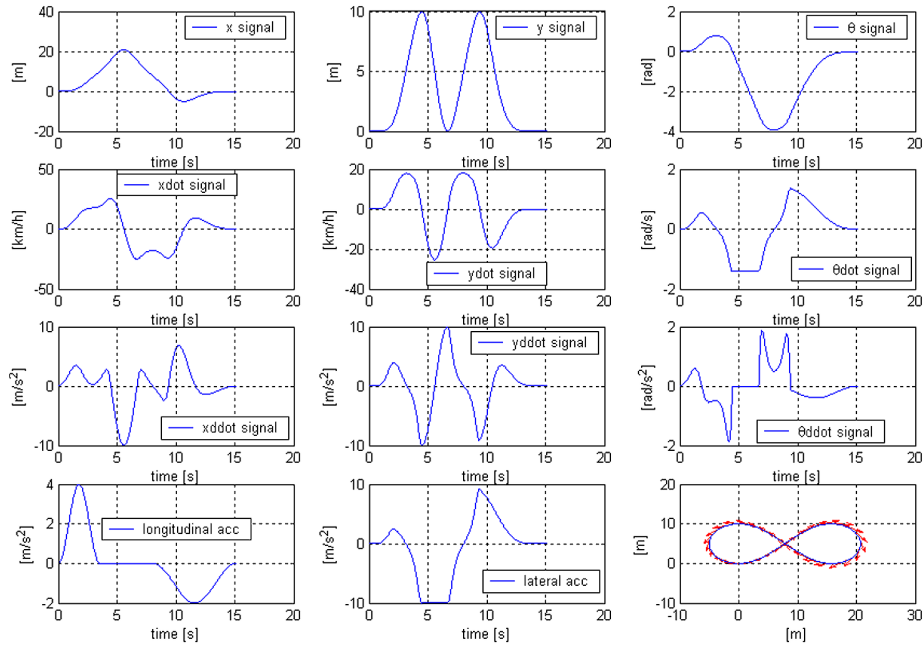 40
20
0
-20
[m]
x signal
0 5 10 15 20
time [s]
10
5
0
[m]
y signal
0 5 10 15 20
time [s]
2
0
-2
-4
[rad]
θ signal
0 5 10 15 20
time [s]
50
0
-50
[km/h]
xdot signal
0 5 10 15 20
time [s]
20
0
-20
-40
[km/h]
ydot signal
0 5 10 15 20
time [s]
2
0
-2
[rad/s]
θdot signal
0 5 10 15 20
time [s]
10
0
-10
[m/s²]
xddot signal
0 5 10 15 20
time [s]
10
0
-10
[m/s²]
yddot signal
0 5 10 15 20
time [s]
2
0
-2
[rad/s²]
θddot signal
0 5 10 15 20
time [s]
4
2
0
-2
[m/s²]
longitudinal acc
0 5 10 15 20
time [s]
10
0
-10
[m/s²]
lateral acc
0 5 10 15 20
time [s]
20
10
0
-10
[m]
-10 0 10 20 30
[m]